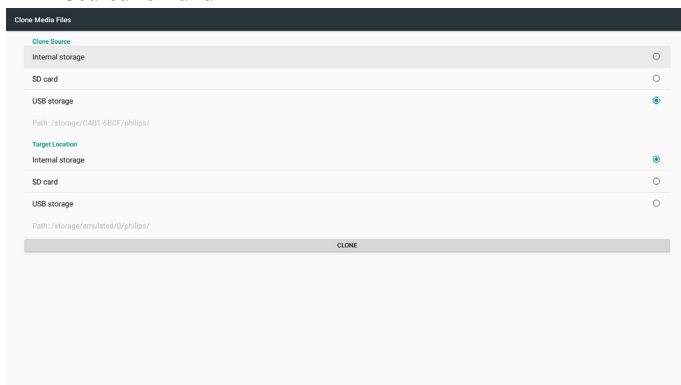 Clone Media Files
Clone Source
Internal storage
SD card
USB storage
Path: /storage/C4B1-6BCF/philips/
Target Location
Internal storage
SD card
USB storage
Path: /storage/emulated/0/philips/
CLONE